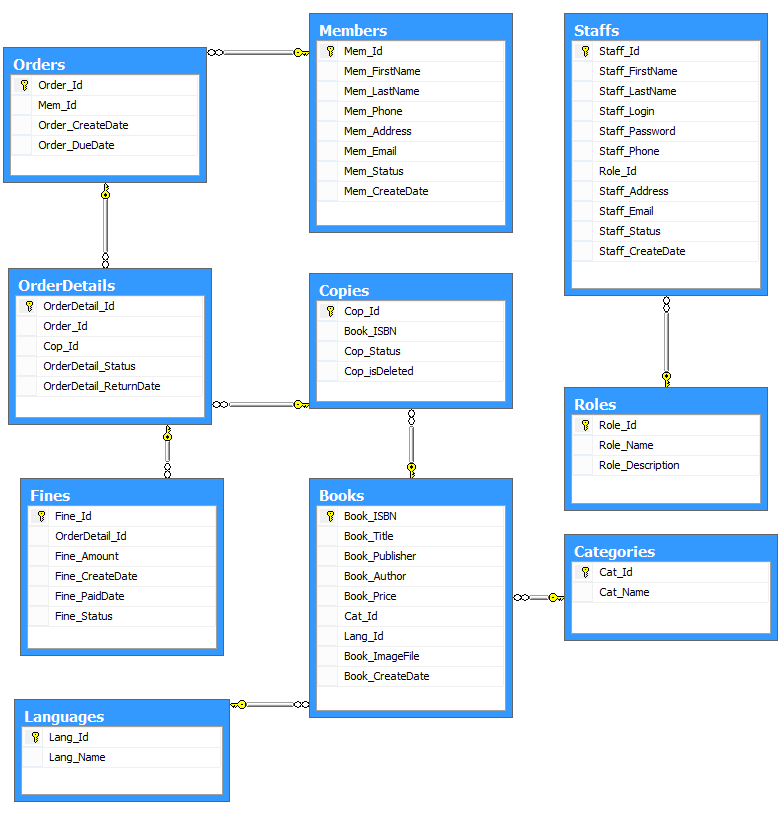 Orders
Order_Id
Mem_Id
Order_CreateDate
Order_DueDate
Members
Mem_Id
Mem_FirstName
Mem_LastName
Mem_Phone
Mem_Address
Mem_Email
Mem_Status
Mem_CreateDate
Staffs
Staff_Id
Staff_FirstName
Staff_LastName
Staff_Login
Staff_Password
Staff_Phone
Role_Id
Staff_Address
Staff_Email
Staff_Status
Staff_CreateDate
OrderDetails
OrderDetail_Id
Order_Id
Cop_Id
OrderDetail_Status
OrderDetail_ReturnDate
Copies
Cop_Id
Book_ISBN
Cop_Status
Cop_isDeleted
Roles
Role_Id
Role_Name
Role_Description
Fines
Fine_Id
OrderDetail_Id
Fine_Amount
Fine_CreateDate
Fine_PaidDate
Fine_Status
Books
Book_ISBN
Book_Title
Book_Publisher
Book_Author
Book_Price
Cat_Id
Lang_Id
Book_ImageFile
Book_CreateDate
Categories
Cat_Id
Cat_Name
Languages
Lang_Id
Lang_Name